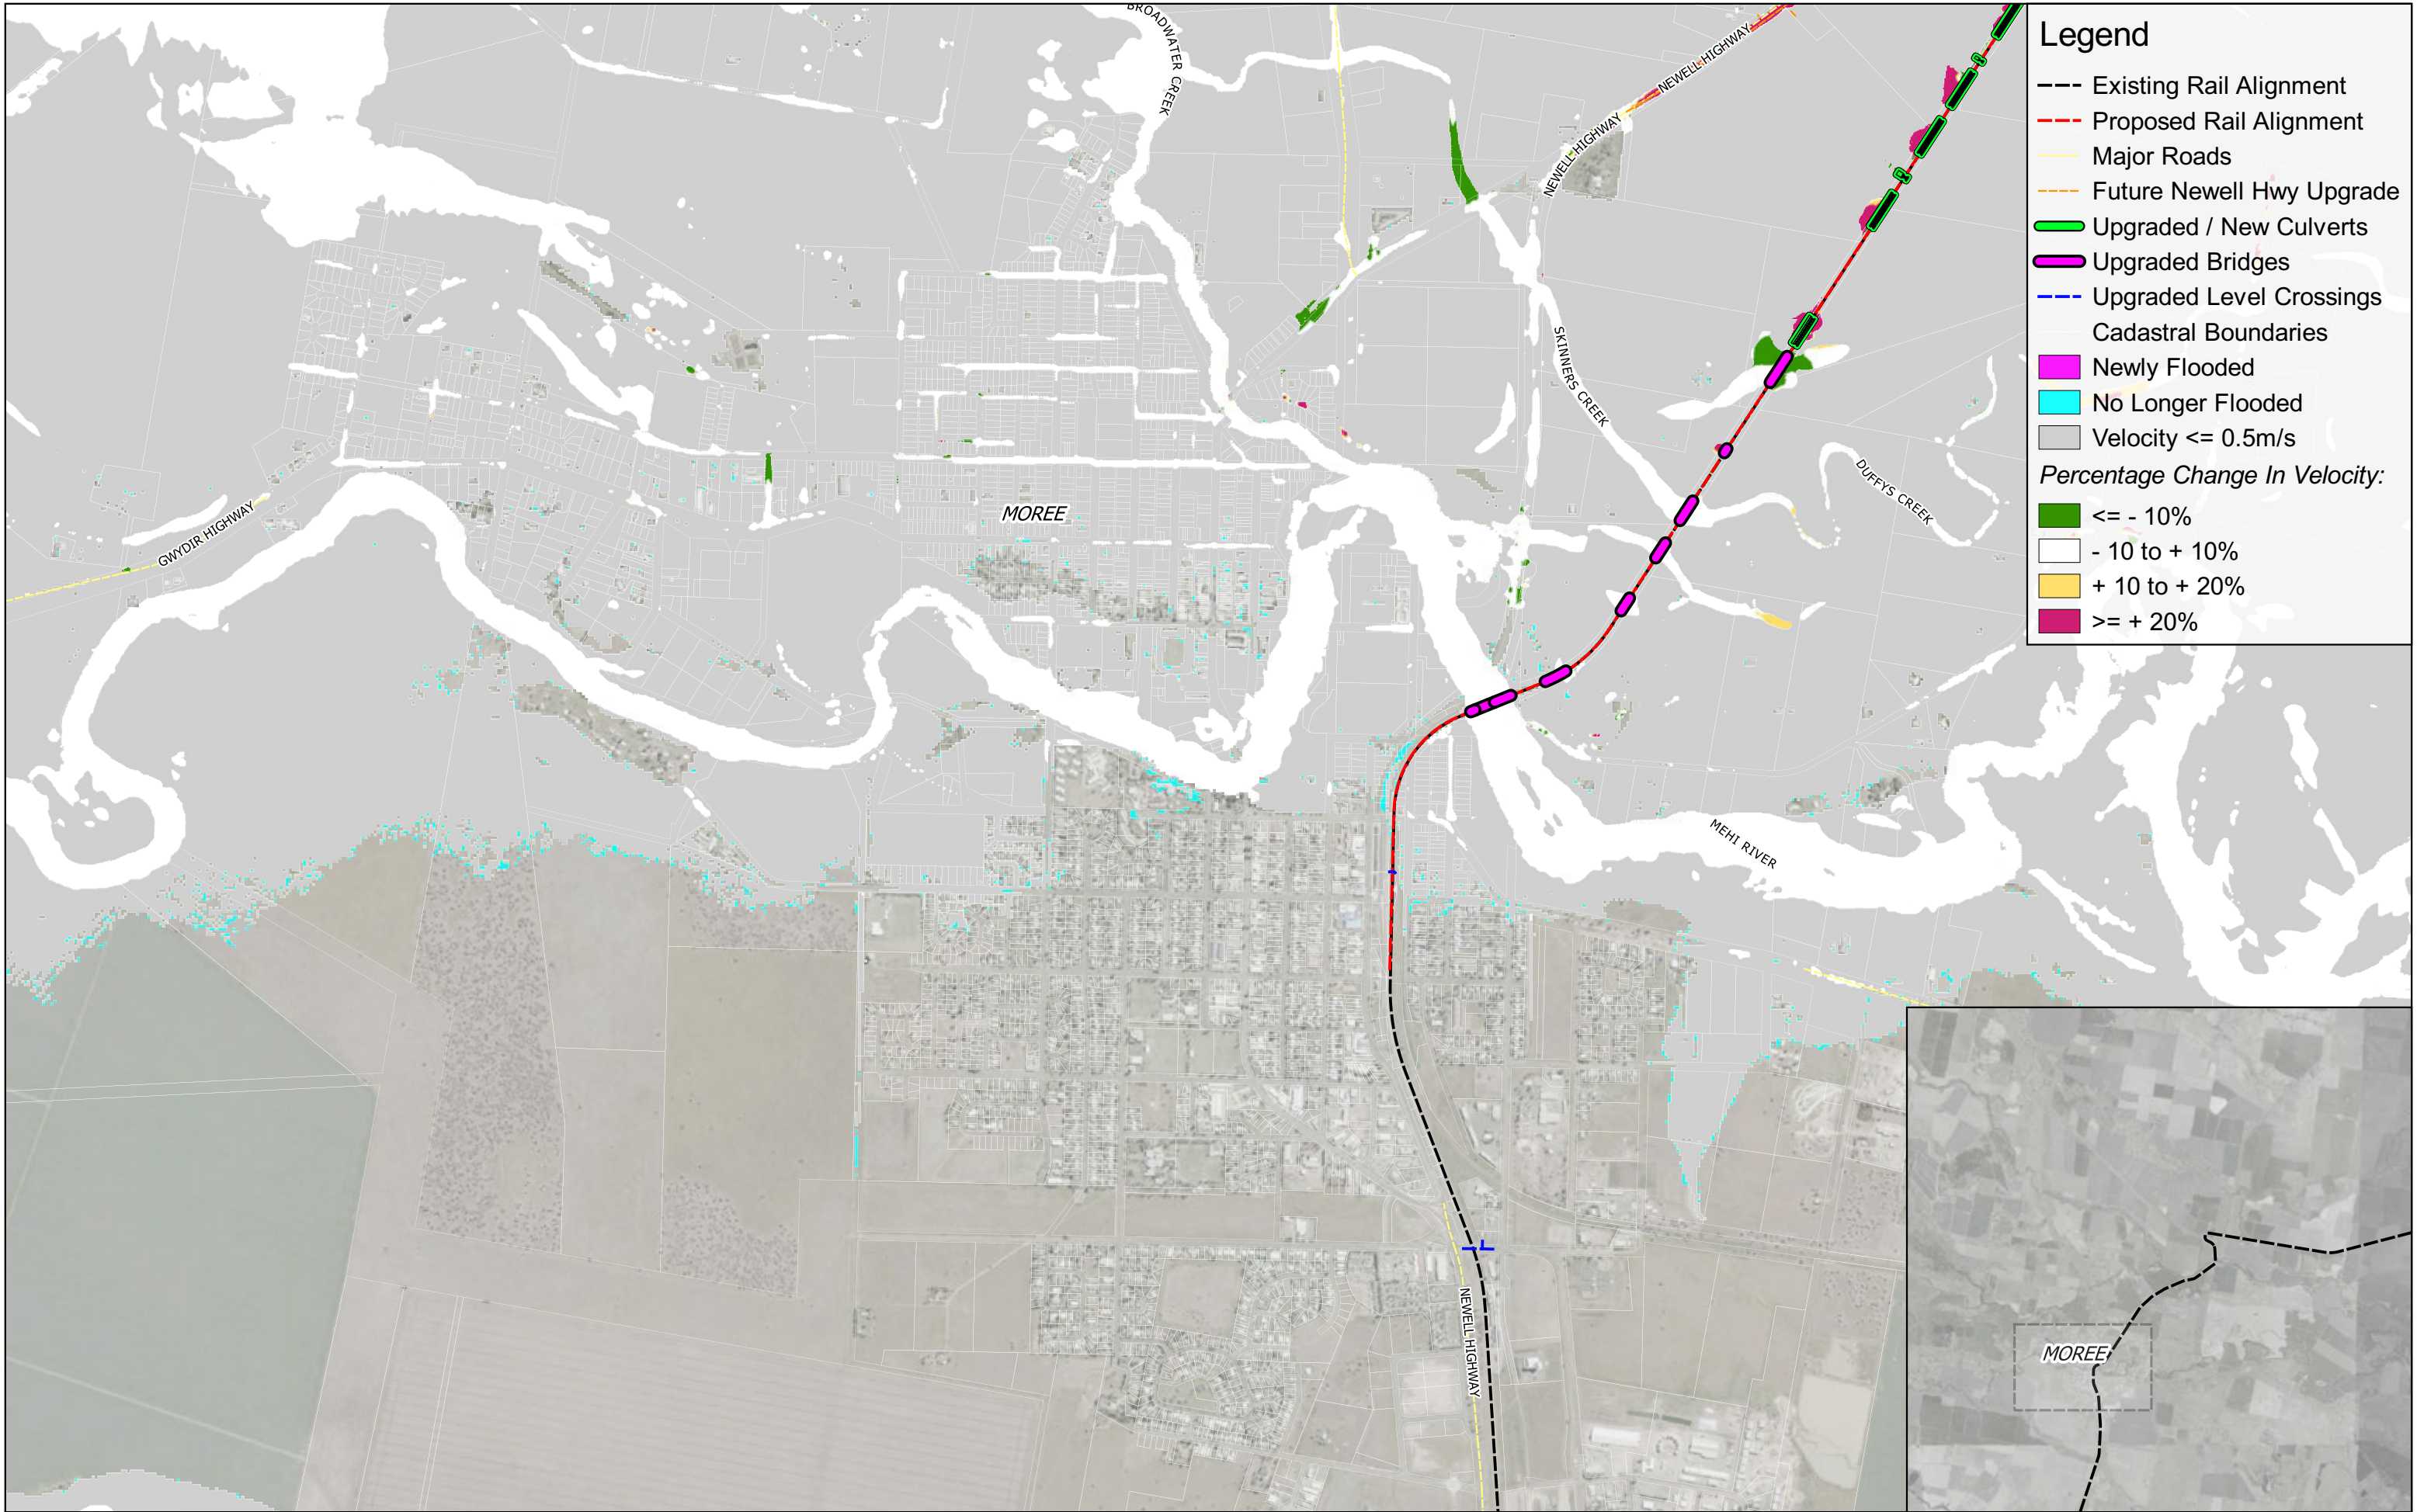 BROADWATER CREEK
NEWELL HIGHWAY
NEWELL HIGHWAY
SKINNERS CREEK
DUFFYS CREEK
GWYDIR HIGHWAY
MOREE
MEHI RIVER
NEWELL HIGHWAY
Legend
Existing Rail Alignment
Proposed Rail Alignment
Major Roads
Future Newell Hwy Upgrade
Upgraded / New Culverts
Upgraded Bridges
Upgraded Level Crossings
Cadastral Boundaries
Newly Flooded
No Longer Flooded
Velocity <= 0.5m/s
Percentage Change In Velocity:
<= - 10%
- 10 to + 10%
+ 10 to + 20%
>= + 20%
MOREE